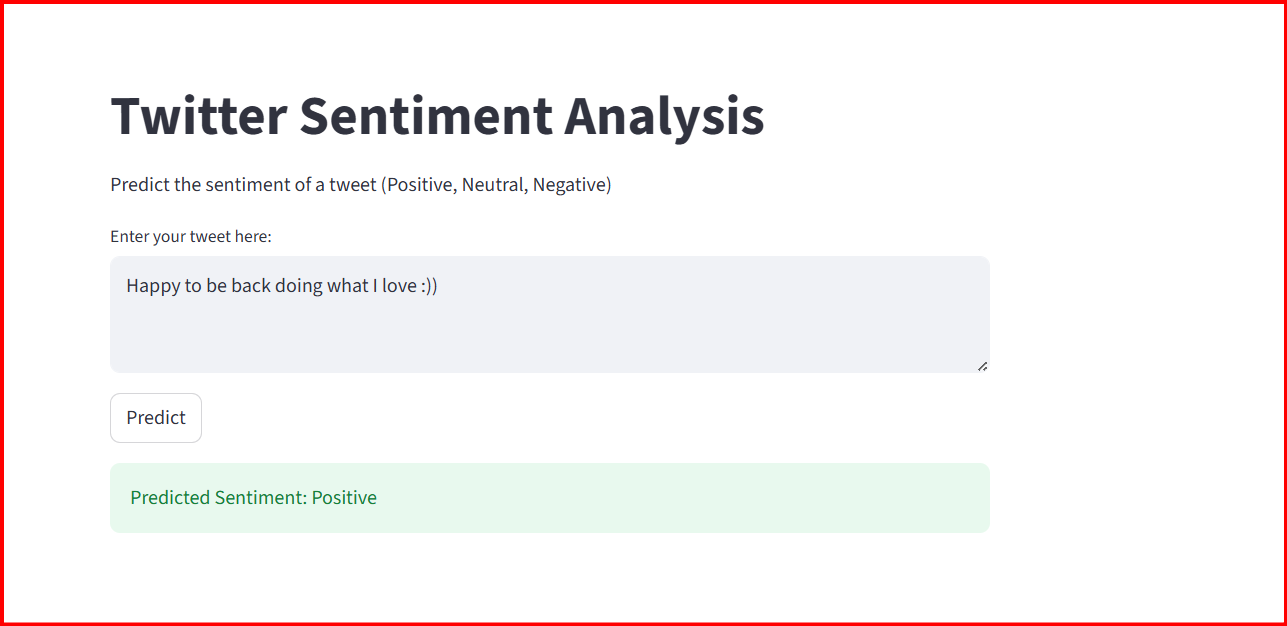 Twitter Sentiment Analysis
Predict the sentiment of a tweet (Positive, Neutral, Negative)
Enter your tweet here:
Happy to be back doing what I love :))
Predict
Predicted Sentiment: Positive